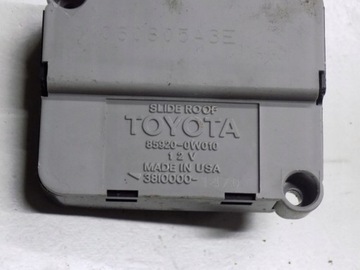 SLIDE ROOF
TOYOTA
85920-0W010
12V
MADE IN USA
3810000-